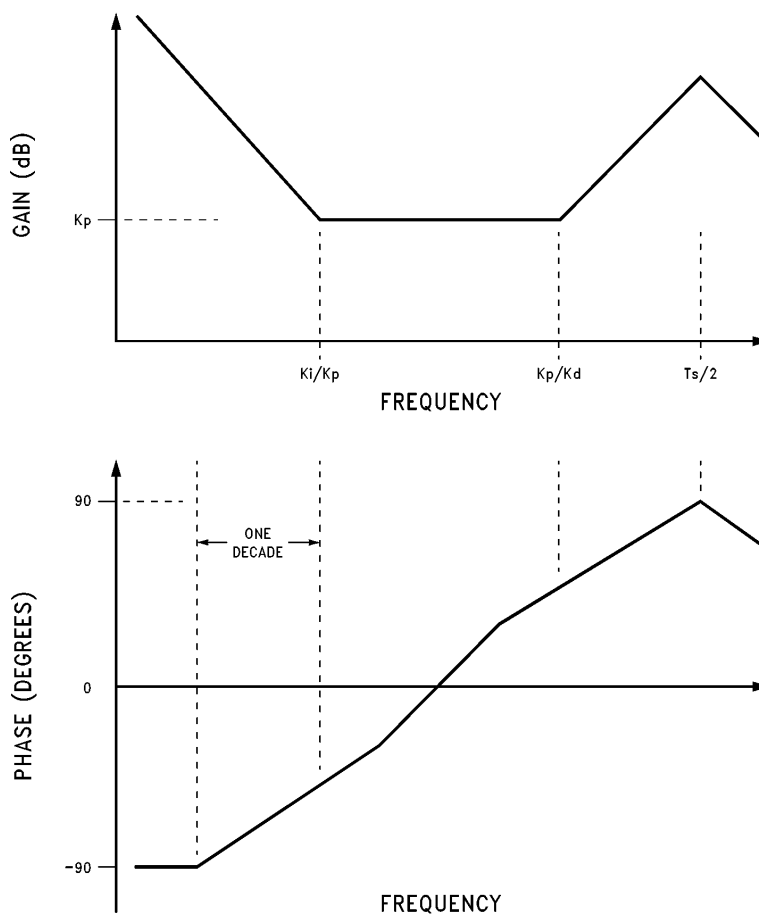 GAIN (dB)
Kp
Ki/Kp
Kp/Kd
Ts/2
FREQUENCY
90
ONE
DECADE
PHASE (DEGREES)
0
-90
FREQUENCY